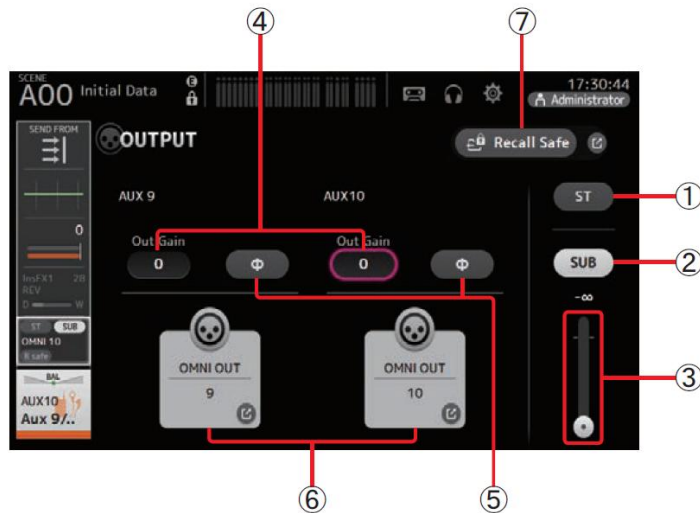 ④ ⑦
SCENE
A00 Initial Data
17:30:44
Administrator
SEND FROM
OUTPUT
Recall Safe
AUX 9 AUX10
ST ①
0
Out Gain Out Gain
0 Φ 0 Φ
SUB ②
InsFX1 2B
REV
D W
-∞
ST SUB
OMNI 10
R safe
OMNI OUT OMNI OUT
9 10
③
BAL
AUX10
Aux 9/..
⑥ ⑤